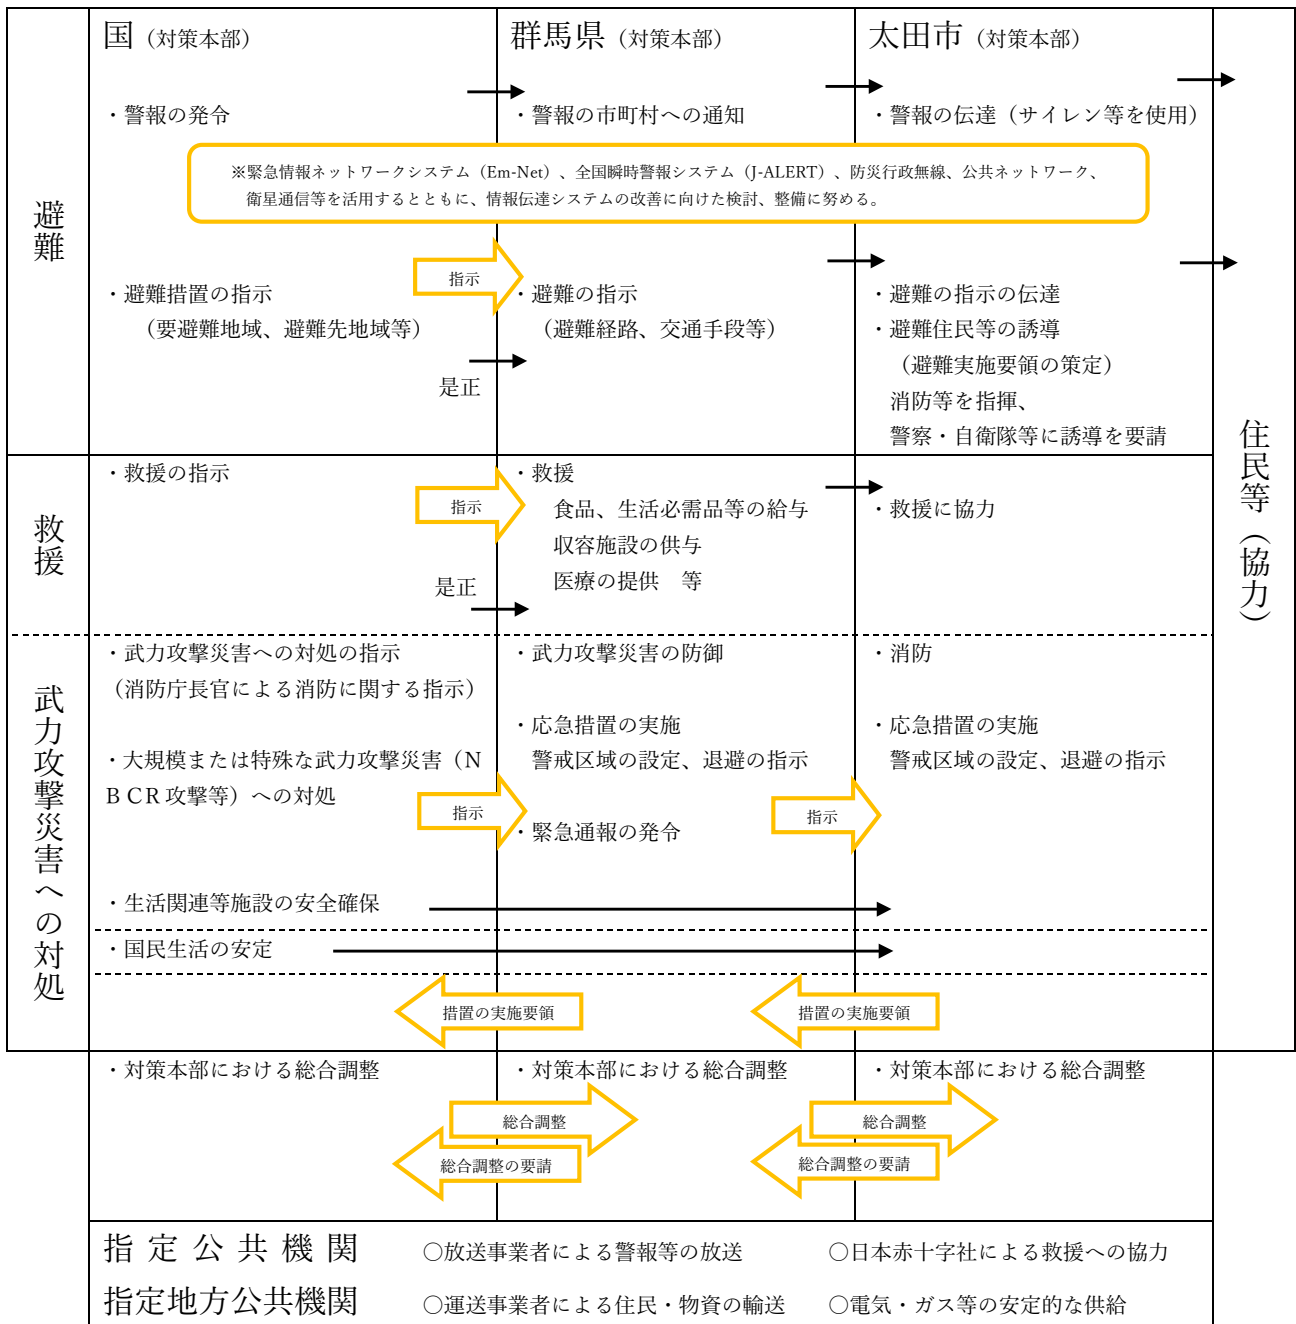 国（対策本部）
群馬県（対策本部）
太田市（対策本部）
避難
・警報の発令
・警報の市町村への通知
・警報の伝達（サイレン等を使用）
※緊急情報ネットワークシステム（Em-Net）、全国瞬時警報システム（J-ALERT）、防災行政無線、公共ネットワーク、
衛星通信等を活用するとともに、情報伝達システムの改善に向けた検討、整備に努める。
・避難措置の指示
（要避難地域、避難先地域等）
指示
是正
・避難の指示
（避難経路、交通手段等）
・避難の指示の伝達
・避難住民等の誘導
（避難実施要領の策定）
消防等を指揮、
警察・自衛隊等に誘導を要請
住民等（協力）
救援
・救援の指示
指示
是正
・救援
食品、生活必需品等の給与
収容施設の供与
医療の提供　等
・救援に協力
武力攻撃災害への対処
・武力攻撃災害への対処の指示
（消防庁長官による消防に関する指示）
・大規模または特殊な武力攻撃災害（Ｎ
ＢＣＲ攻撃等）への対処
指示
・武力攻撃災害の防御
・応急措置の実施
警戒区域の設定、退避の指示
・緊急通報の発令
指示
・消防
・応急措置の実施
警戒区域の設定、退避の指示
・生活関連等施設の安全確保
・国民生活の安定
措置の実施要領
措置の実施要領
・対策本部における総合調整
・対策本部における総合調整
・対策本部における総合調整
総合調整
総合調整
総合調整の要請
総合調整の要請
指定公共機関
〇放送事業者による警報等の放送
〇日本赤十字社による救援への協力
指定地方公共機関
〇運送事業者による住民・物資の輸送
〇電気・ガス等の安定的な供給